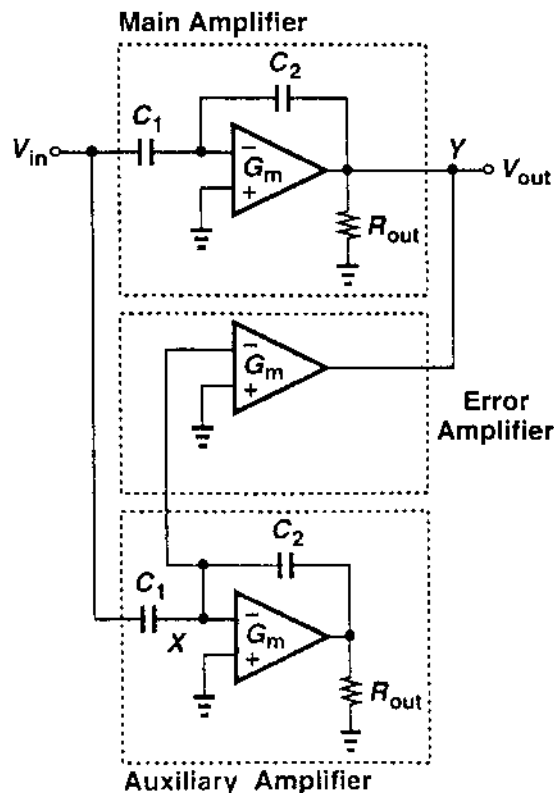 Main Amplifier
C2
C1
Vin
−
Gm
+
Y
Vout
Rout
−
Gm
+
Error
Amplifier
C2
C1
X
−
Gm
+
Rout
Auxiliary Amplifier